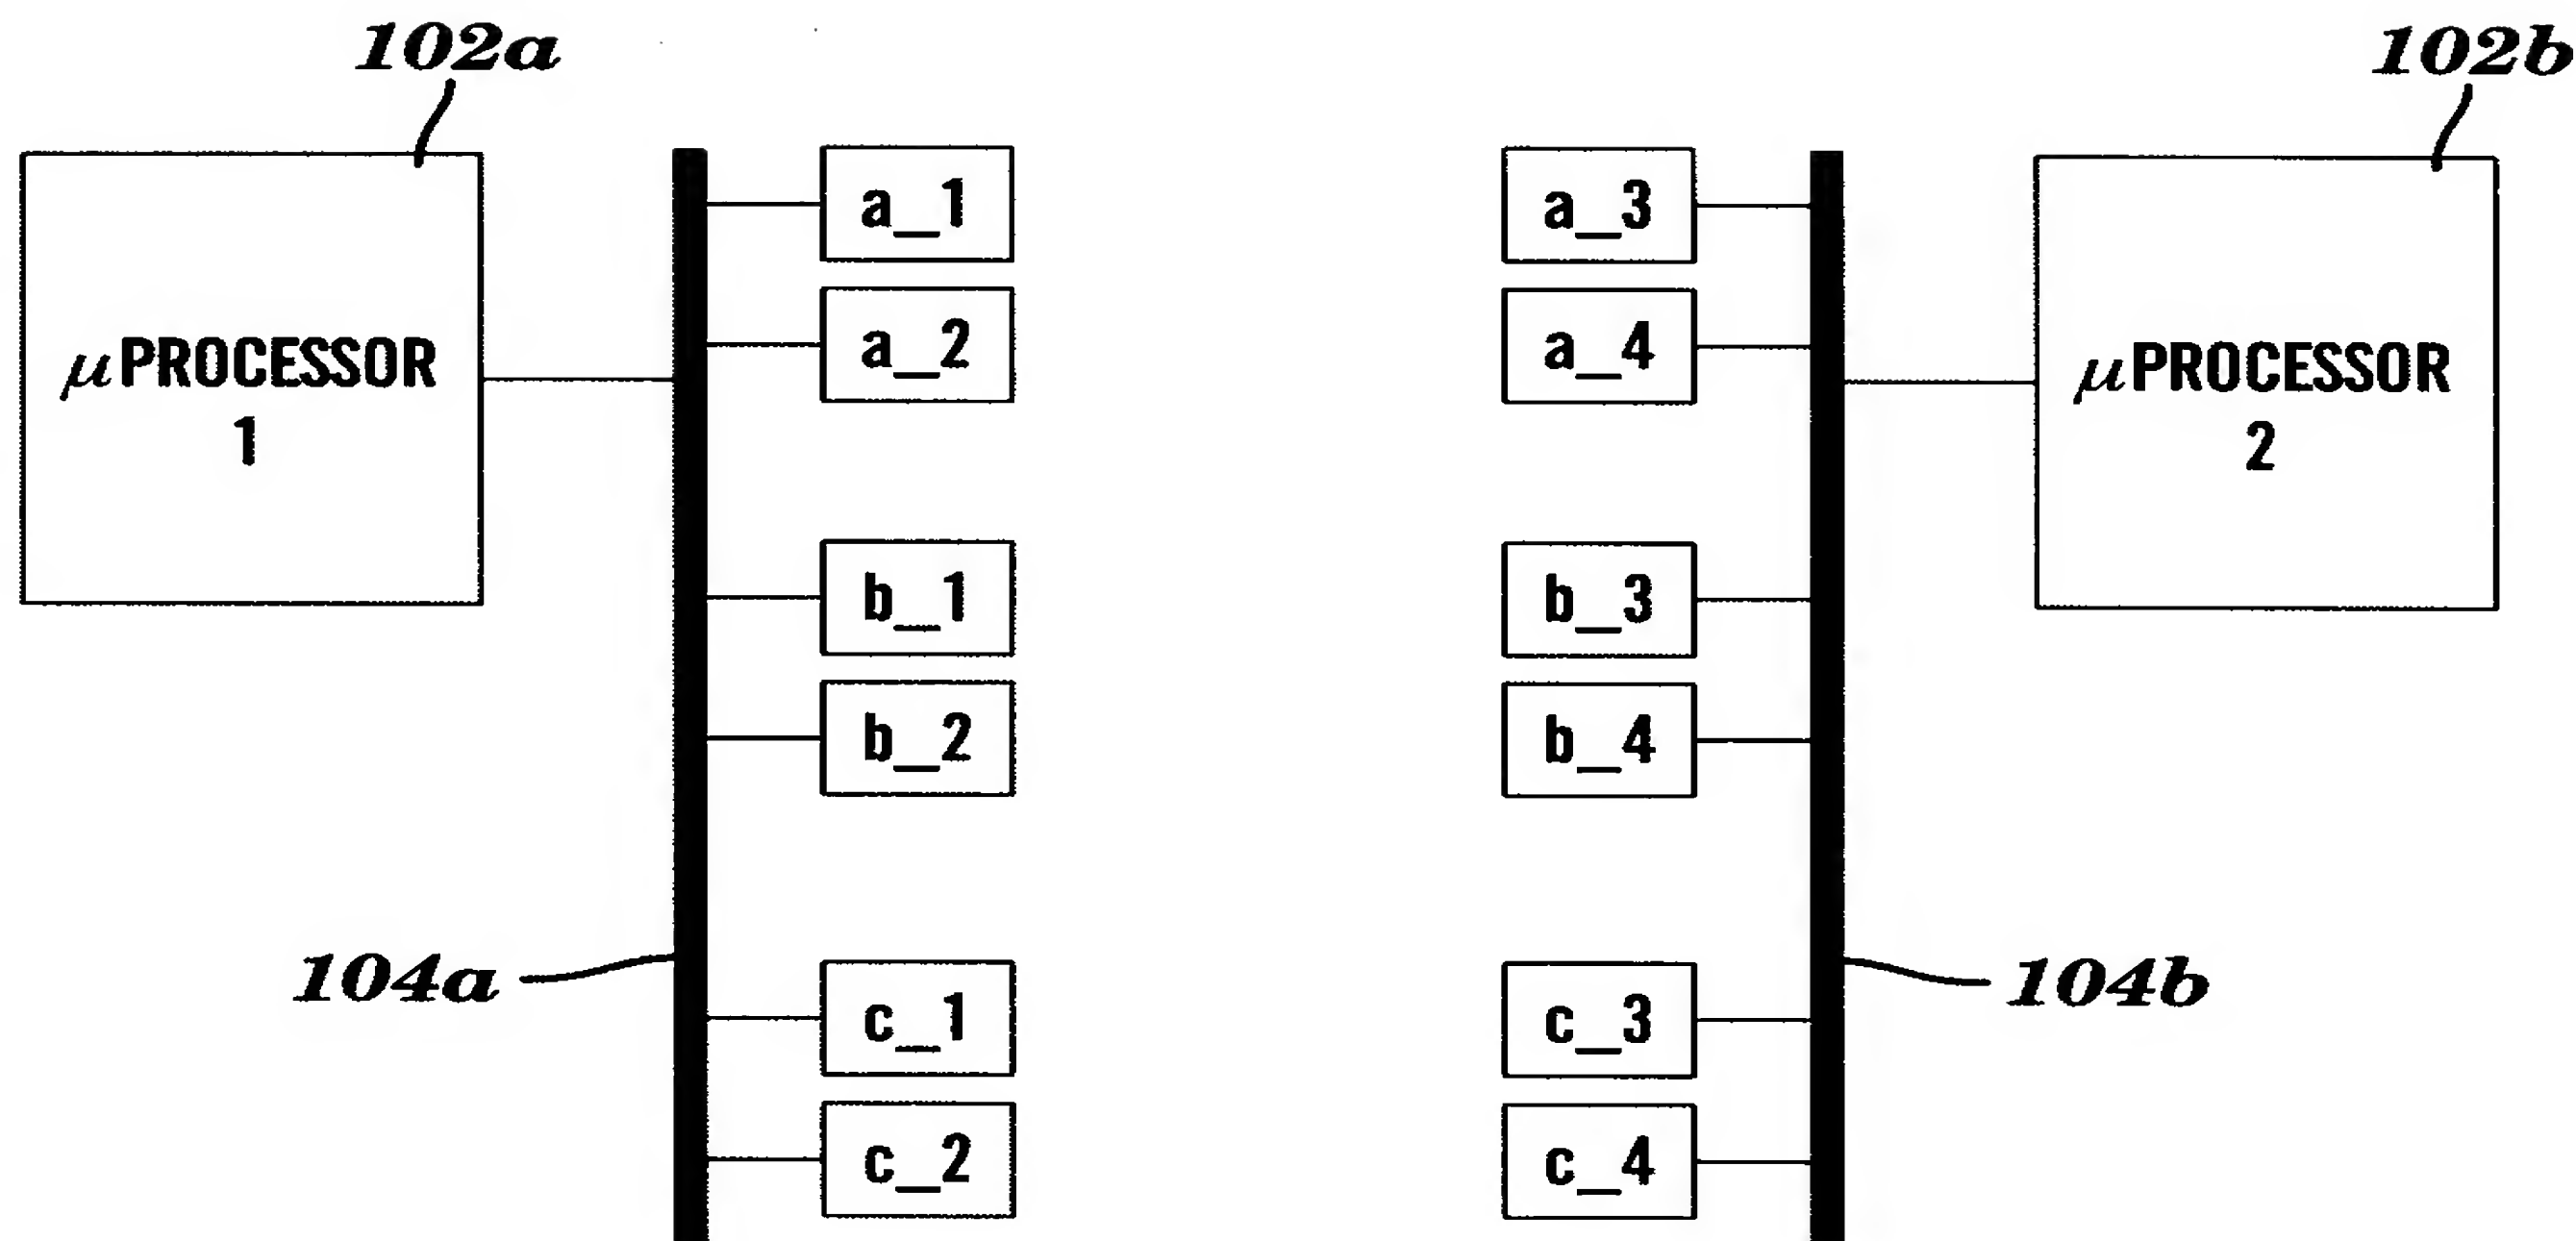 102a
102b
μPROCESSOR
1
a_1
a_2
b_1
b_2
c_1
c_2
104a
a_3
a_4
b_3
b_4
c_3
c_4
μPROCESSOR
2
104b